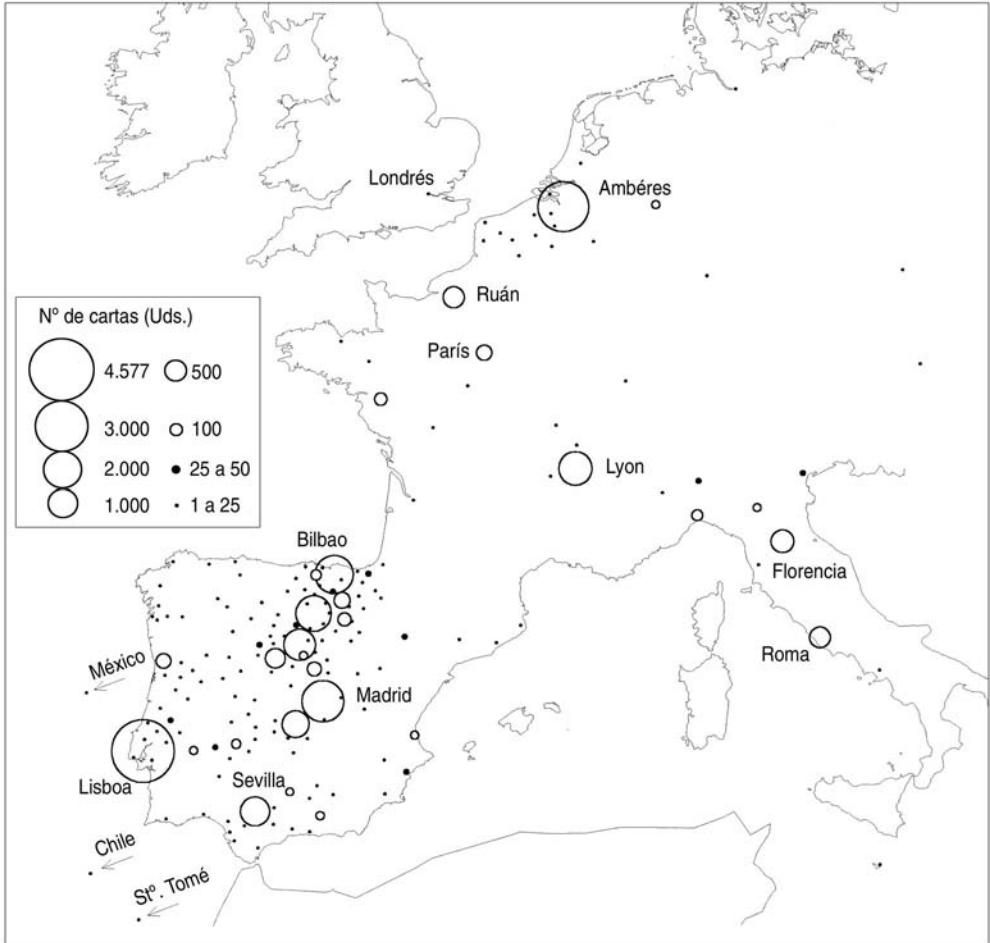 Londrés
Ambéres
Ruán
París
Nº de cartas (Uds.)
4.577 500
3.000 100
2.000 25 a 50
1.000 1 a 25
Lyon
Bilbao
Florencia
México
Roma
Madrid
Lisboa
Sevilla
Chile
Stº. Tomé